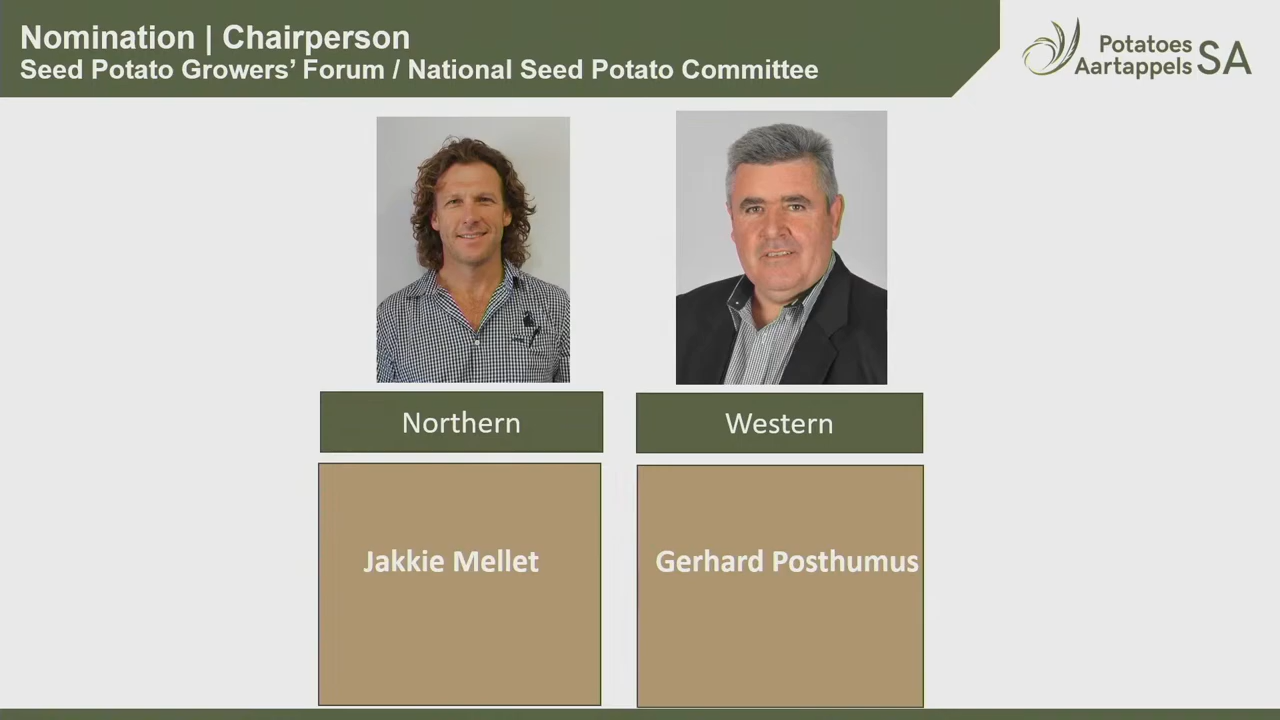 Nomination | Chairperson
Seed Potato Growers’ Forum / National Seed Potato Committee
Potatoes
Aartappels SA
Northern
Western
Jakkie Mellet
Gerhard Posthumus